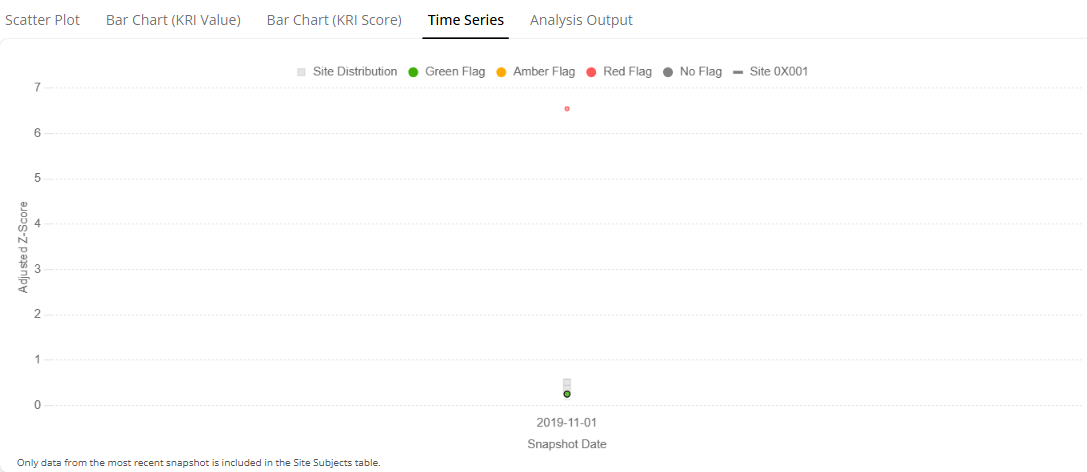 Scatter Plot Bar Chart (KRI Value) Bar Chart (KRI Score) Time Series Analysis Output
Site Distribution Green Flag Amber Flag Red Flag No Flag Site 0X001
7
6
5
4
3
2
1
0
Adjusted Z-Score
2019-11-01
Snapshot Date
Only data from the most recent snapshot is included in the Site Subjects table.